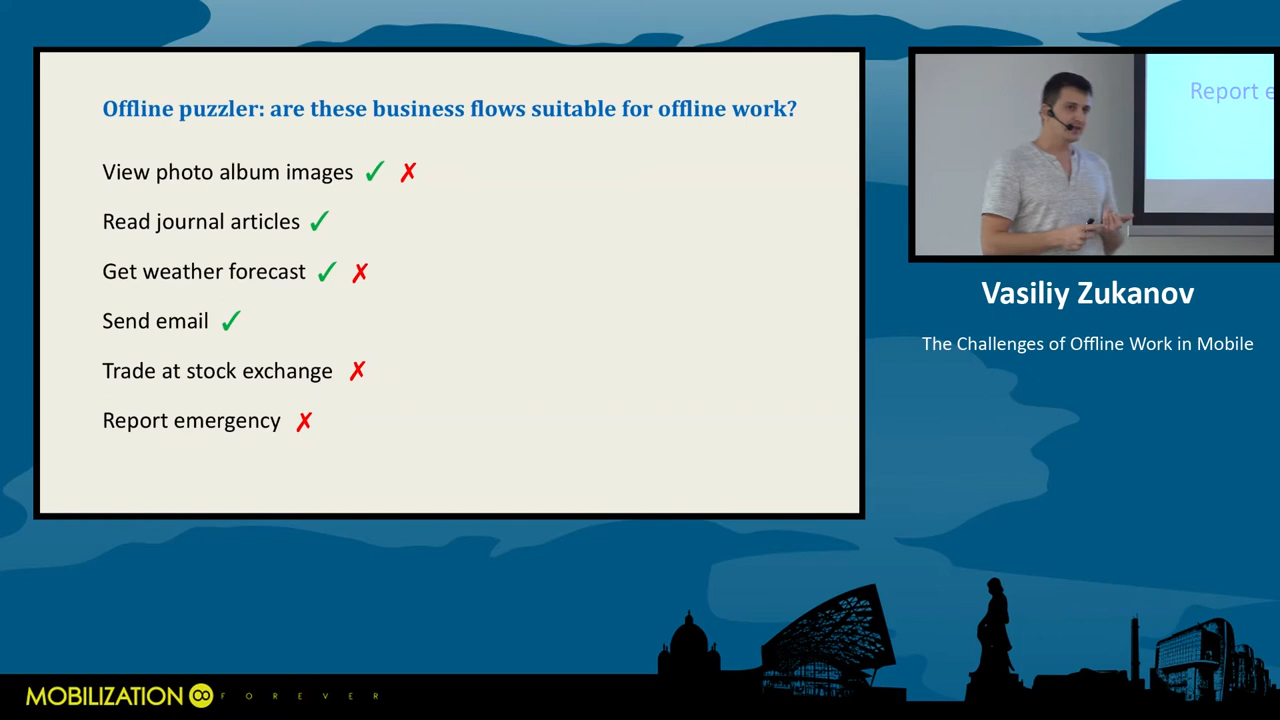 Offline puzzler: are these business flows suitable for offline work?
View photo album images ✓ ✗
Read journal articles ✓
Get weather forecast ✓ ✗
Send email ✓
Trade at stock exchange ✗
Report emergency ✗
Report e
Vasiliy Zukanov
The Challenges of Offline Work in Mobile
MOBILIZATION FOREVER